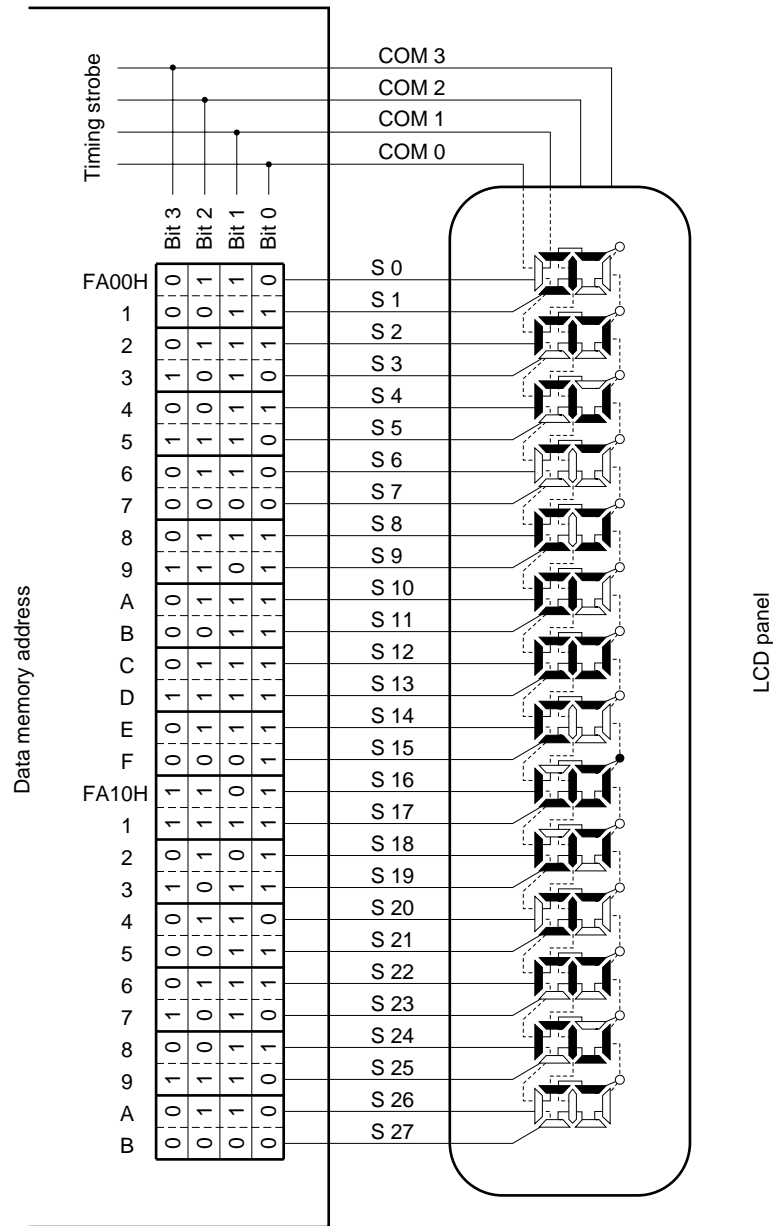 COM 3
COM 2
COM 1
COM 0
Timing strobe
Bit 3 Bit 2 Bit 1 Bit 0
FA00H 0 1 1 0 S 0
1 0 0 1 1 S 1
2 0 1 1 1 S 2
3 1 0 1 0 S 3
4 0 0 1 1 S 4
5 1 1 1 0 S 5
6 0 1 1 0 S 6
7 0 0 0 0 S 7
8 0 1 1 1 S 8
9 1 1 0 1 S 9
A 0 1 1 1 S 10
B 0 0 1 1 S 11
C 0 1 1 1 S 12
D 1 1 1 1 S 13
E 0 1 1 1 S 14
F 0 0 0 1 S 15
FA10H 1 1 0 1 S 16
1 1 1 1 1 S 17
2 0 1 0 1 S 18
3 1 0 1 1 S 19
4 0 1 1 0 S 20
5 0 0 1 1 S 21
6 0 1 1 1 S 22
7 1 0 1 0 S 23
8 0 0 1 1 S 24
9 1 1 1 0 S 25
A 0 1 1 0 S 26
B 0 0 0 0 S 27
Data memory address
LCD panel